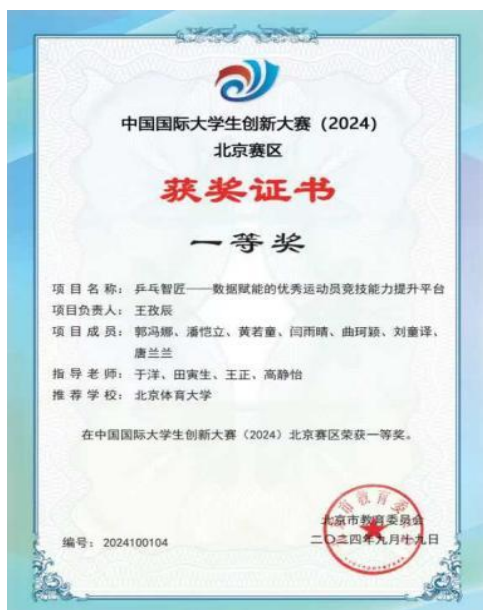 中国国际大学生创新大赛（2024）
北京赛区
获奖证书
一等奖
项目名称：乒乓智匠——数据赋能的优秀运动员竞技能力提升平台
项目负责人：王孜辰
项目成员：郭冯娜、潘恺立、黄若童、闫雨晴、曲珂颖、刘童译、
唐兰兰
指导老师：于洋、田寅生、王正、高静怡
推荐学校：北京体育大学
在中国国际大学生创新大赛（2024）北京赛区荣获一等奖。
北京市教育委员会
编号：2024100104
二〇二四年九月十九日